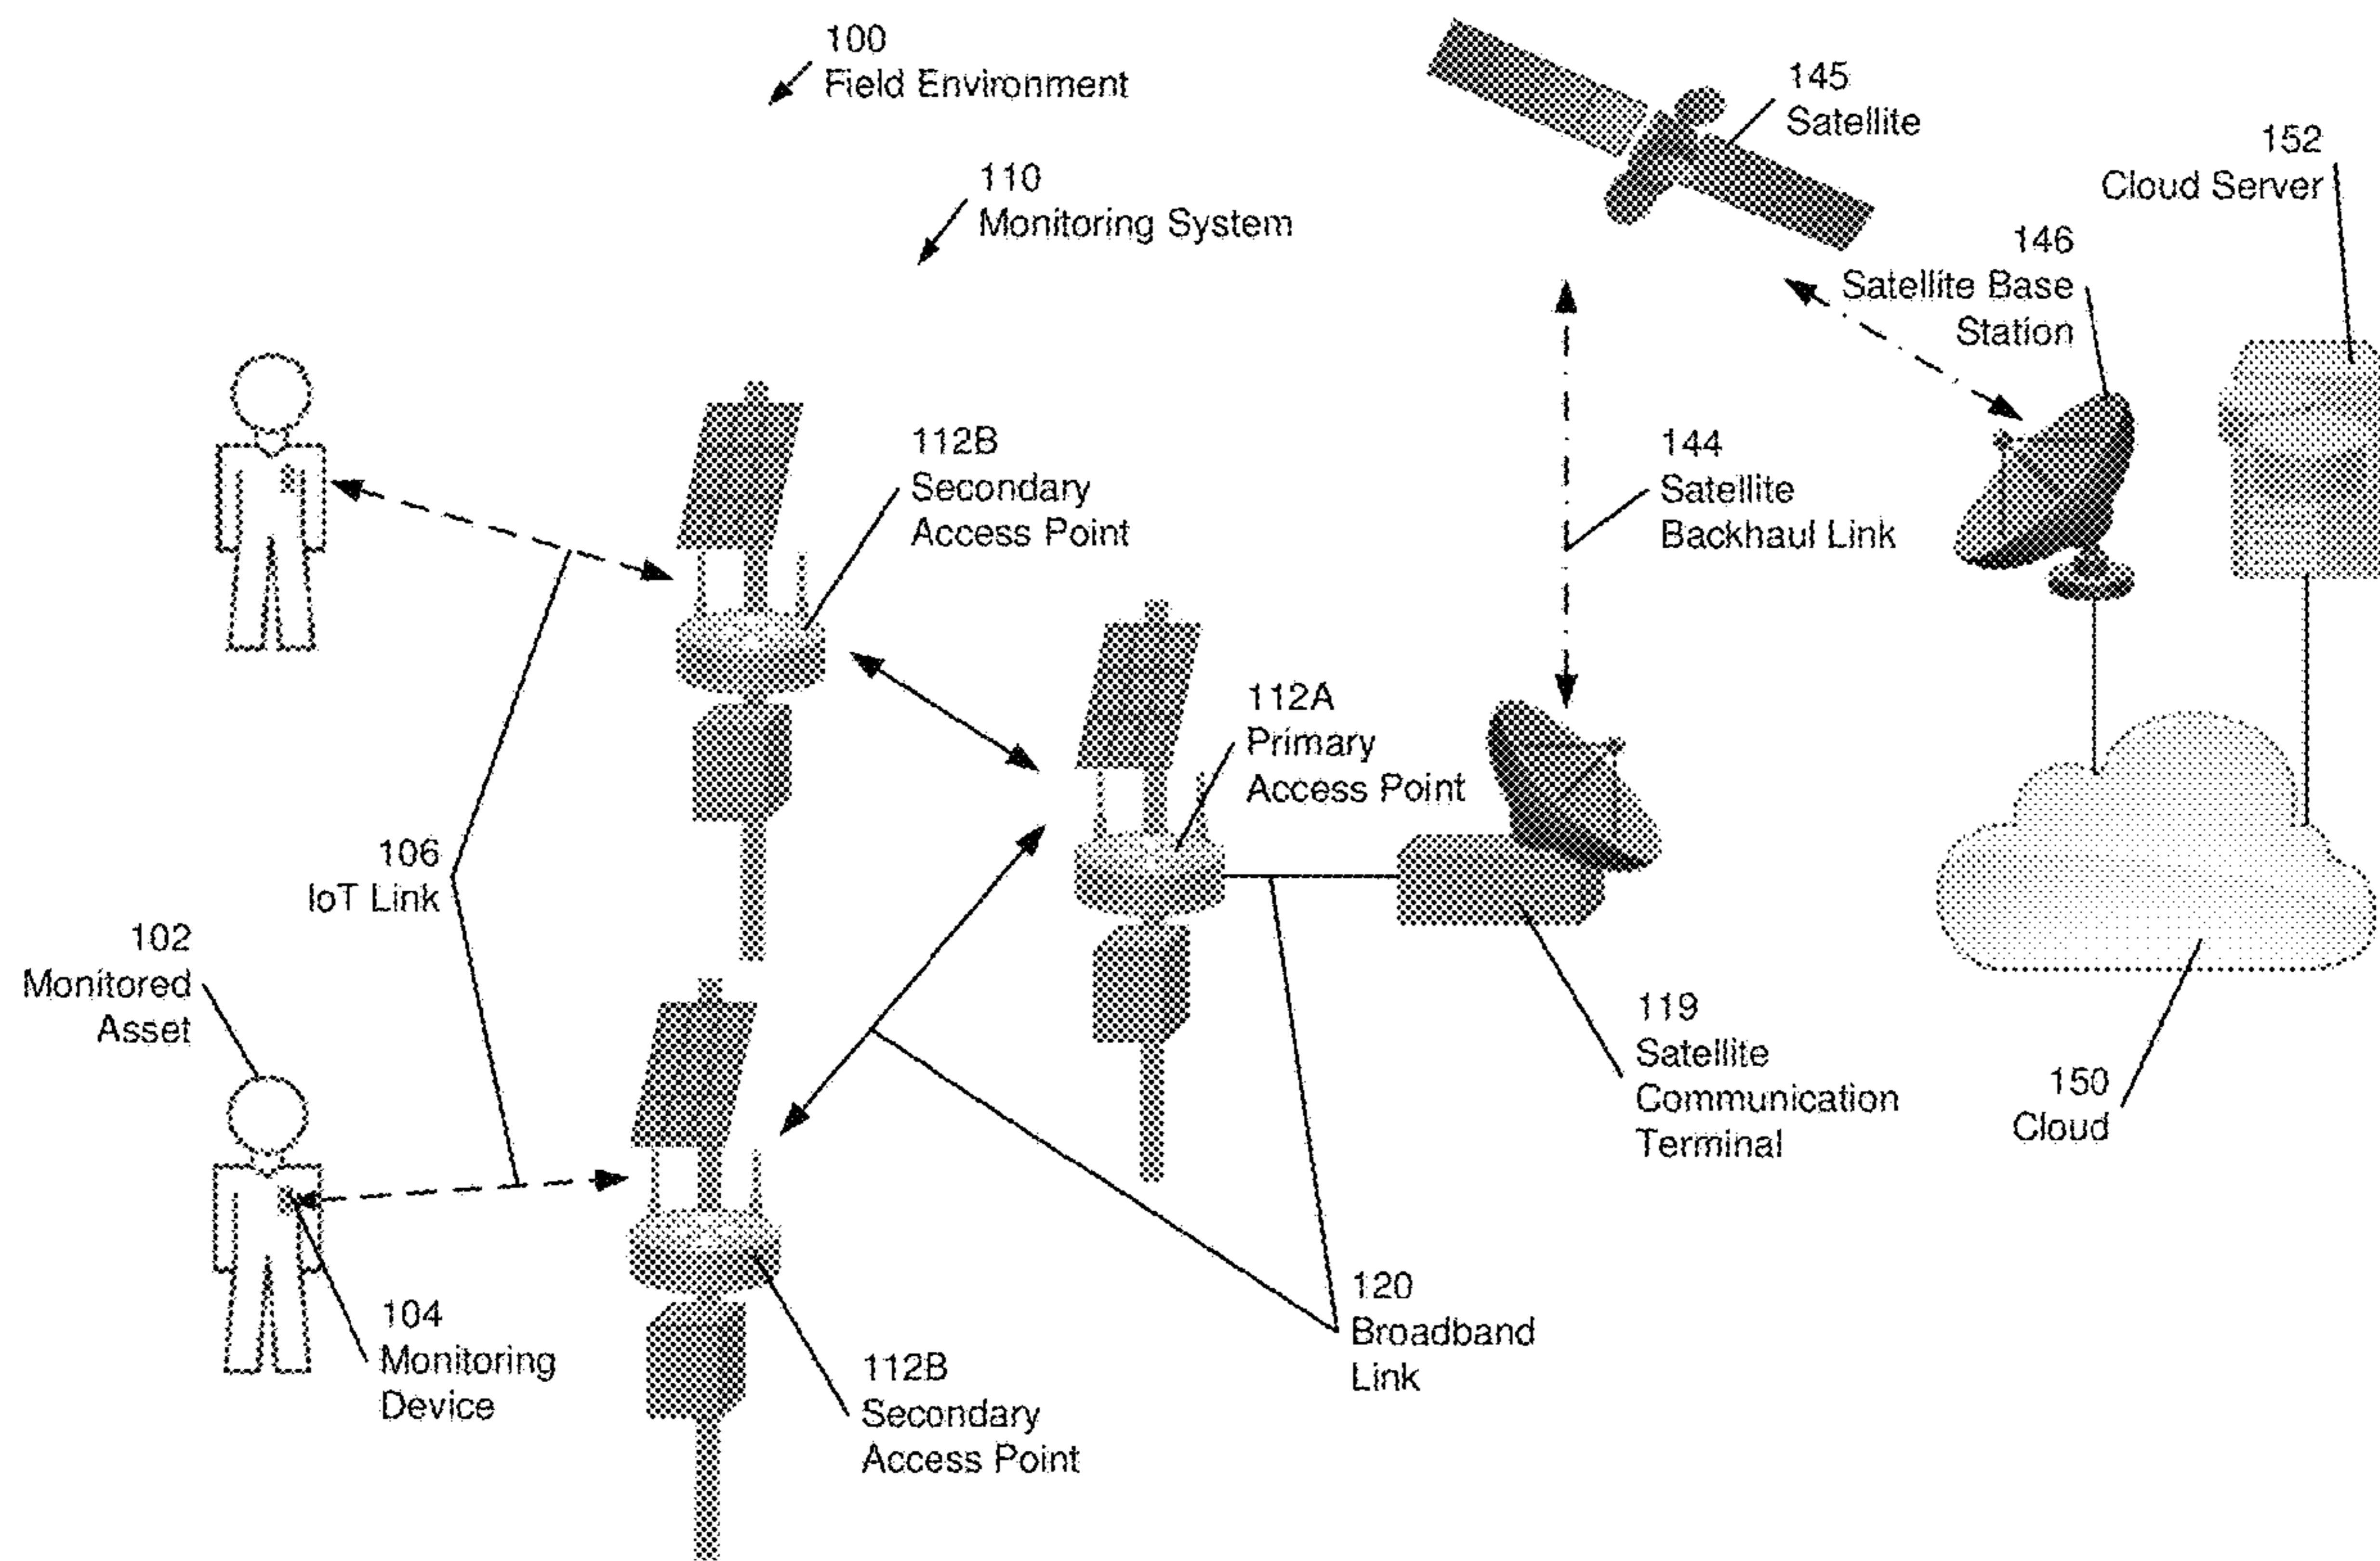 100
Field Environment
110
Monitoring System
145
Satellite
152
Cloud Server
146
Satellite Base
Station
112B
Secondary
Access Point
144
Satellite
Backhaul Link
112A
Primary
Access Point
106
IoT Link
102
Monitored
Asset
119
Satellite
Communication
Terminal
150
Cloud
104
Monitoring
Device
112B
Secondary
Access Point
120
Broadband
Link